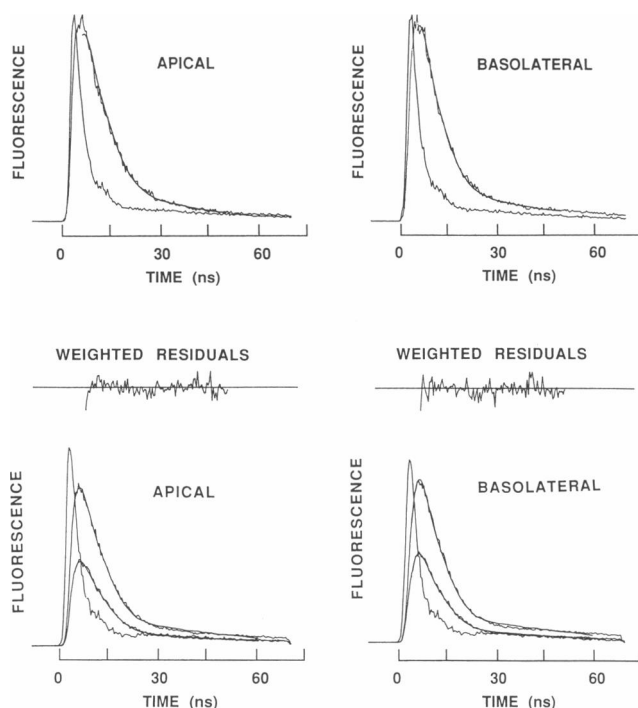 FLUORESCENCE
APICAL
0 30 60
TIME (ns)
FLUORESCENCE
BASOLATERAL
0 30 60
TIME (ns)
WEIGHTED RESIDUALS
WEIGHTED RESIDUALS
FLUORESCENCE
APICAL
0 30 60
TIME (ns)
FLUORESCENCE
BASOLATERAL
0 30 60
TIME (ns)